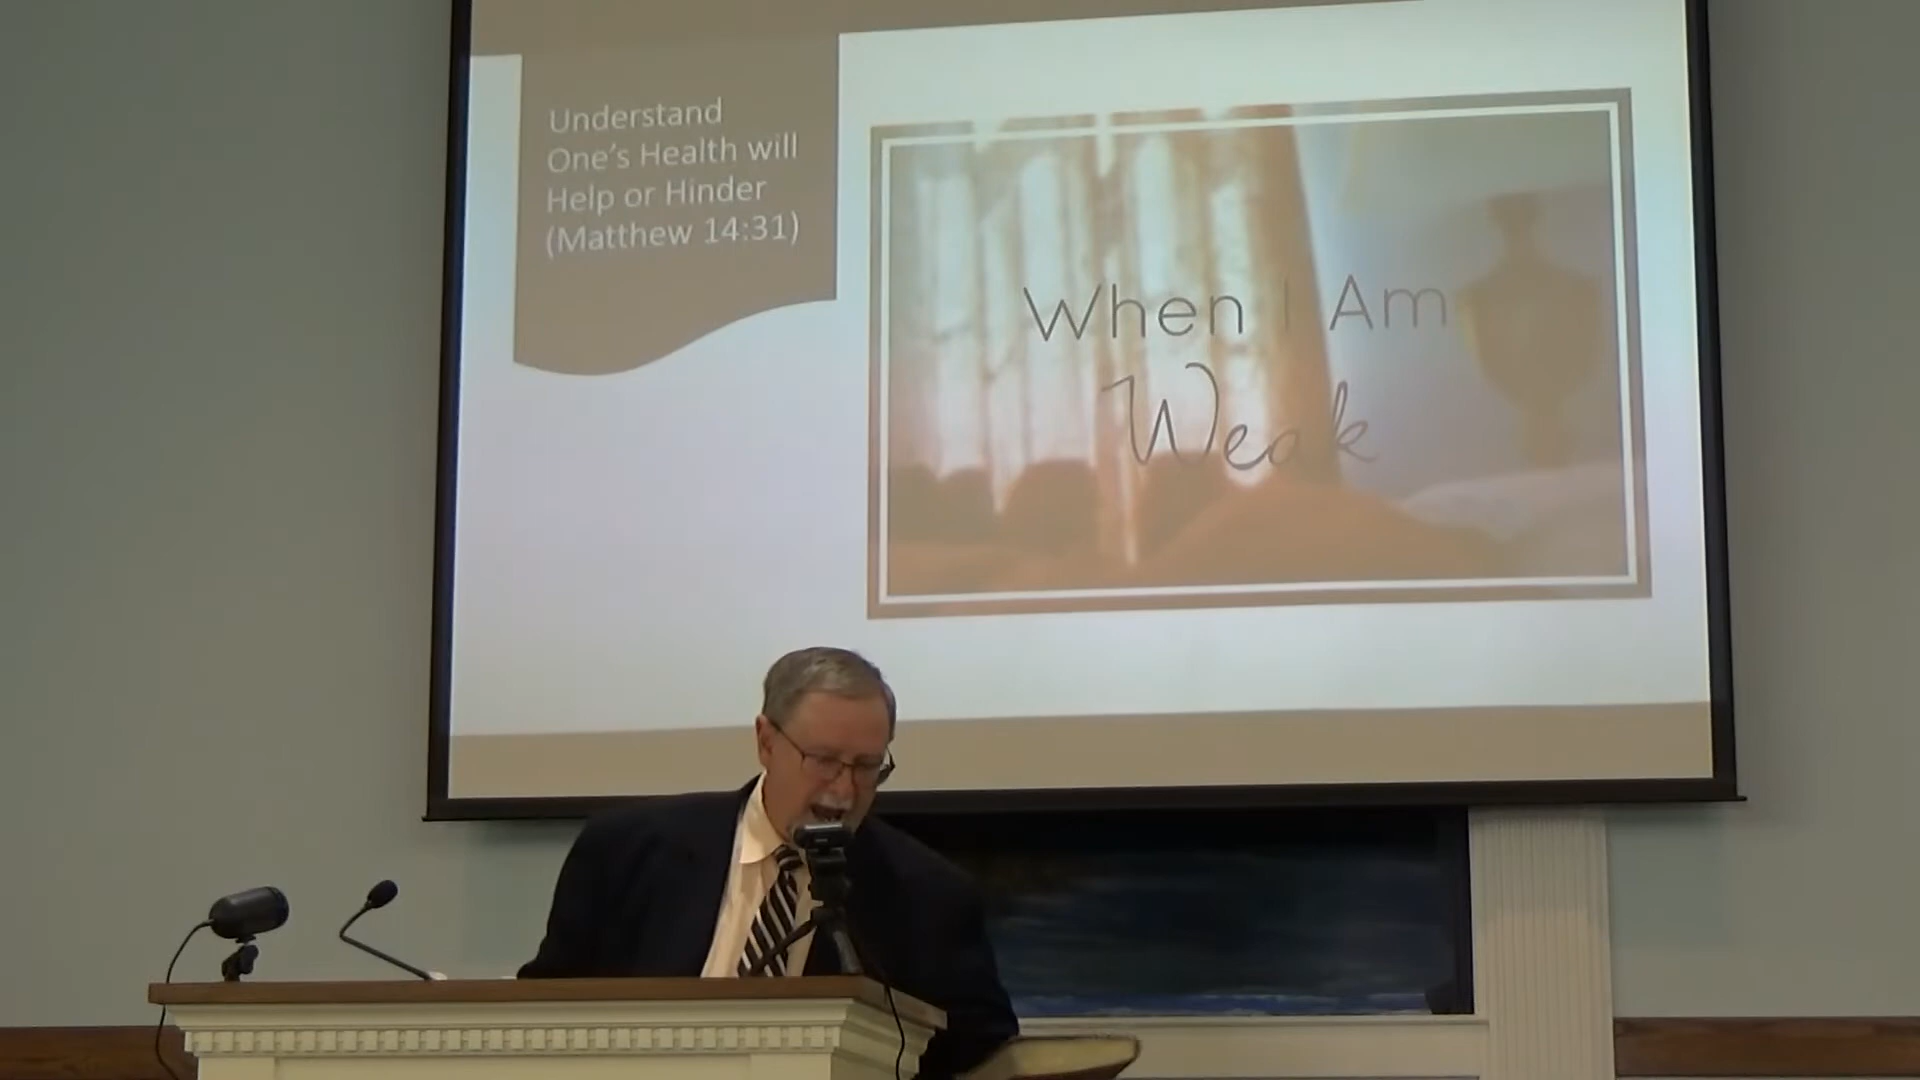 Understand
One's Health will
Help or Hinder
(Matthew 14:31)
When I Am
Weak